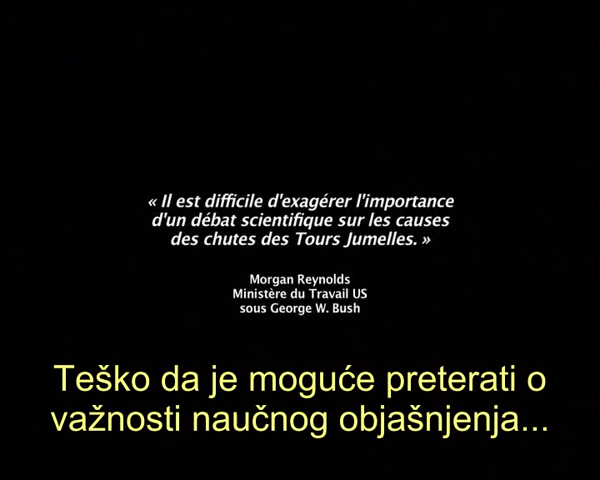 « Il est difficile d'exagérer l'importance
d'un débat scientifique sur les causes
des chutes des Tours Jumelles. »
Morgan Reynolds
Ministère du Travail US
sous George W. Bush
Teško da je moguće preterati o
važnosti naučnog objašnjenja...